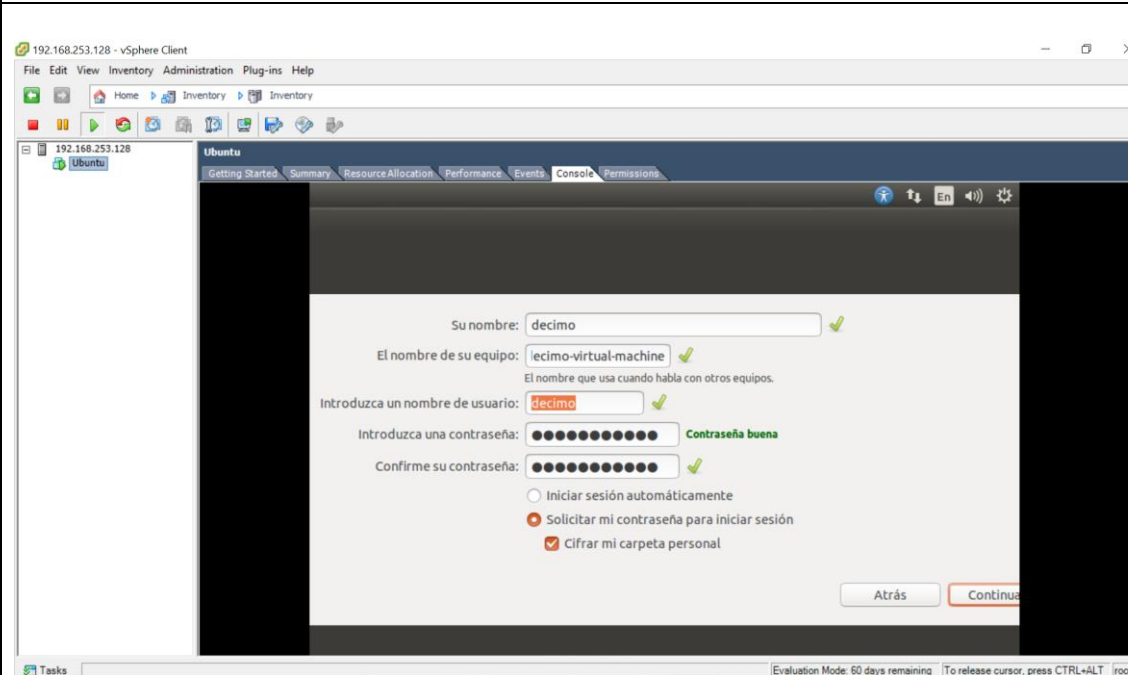 192.168.253.128 - vSphere Client
File Edit View Inventory Administration Plug-ins Help
Home Inventory Inventory
192.168.253.128
Ubuntu
Ubuntu
Getting Started Summary Resource Allocation Performance Events Console Permissions
En
Su nombre: decimo
El nombre de su equipo: lecimo-virtual-machine
El nombre que usa cuando habla con otros equipos.
Introduzca un nombre de usuario: decimo
Introduzca una contraseña: ●●●●●●●●●●● Contraseña buena
Confirme su contraseña: ●●●●●●●●●●●
Iniciar sesión automáticamente
Solicitar mi contraseña para iniciar sesión
Cifrar mi carpeta personal
Atrás Continua
Tasks Evaluation Mode: 60 days remaining To release cursor, press CTRL+ALT roo